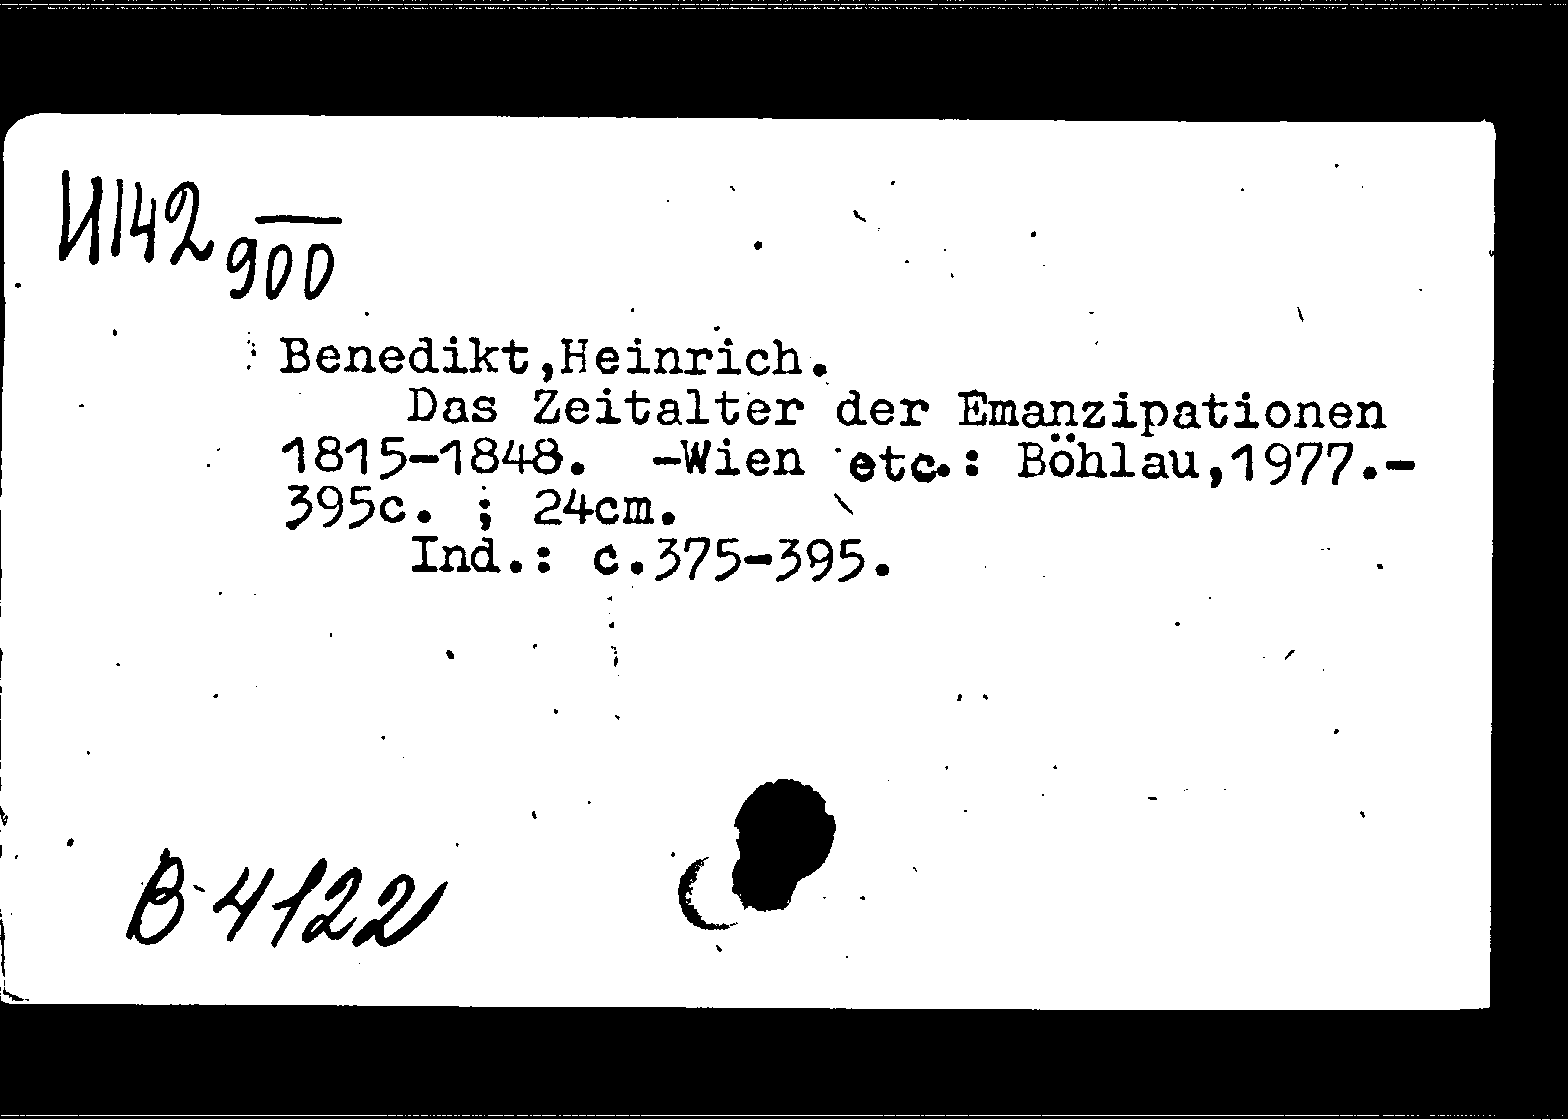 И142 900
Benedikt,Heinrich.
Das Zeitalter der Emanzipationen
1815-1848. -Wien etc.: Böhlau,1977.-
395c. ; 24cm.
Ind.: c.375-395.
B-4122